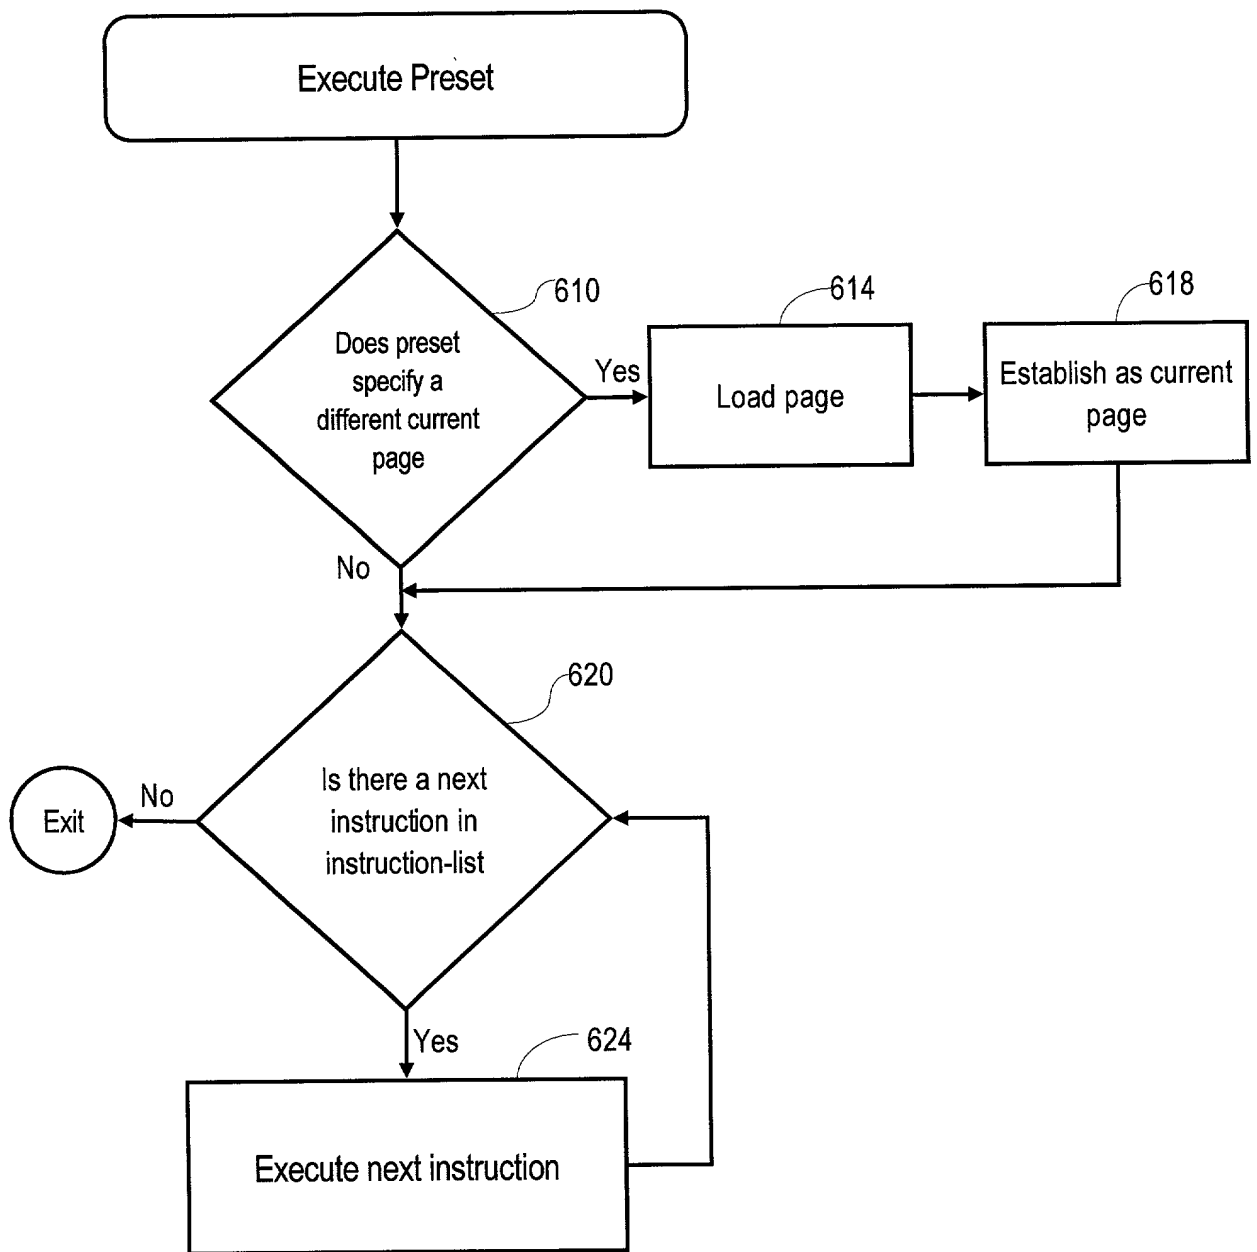 Execute Preset
610
614
618
Does preset
specify a
different current
page
Yes
Load page
Establish as current
page
No
620
Is there a next
instruction in
instruction-list
No
Exit
Yes
624
Execute next instruction